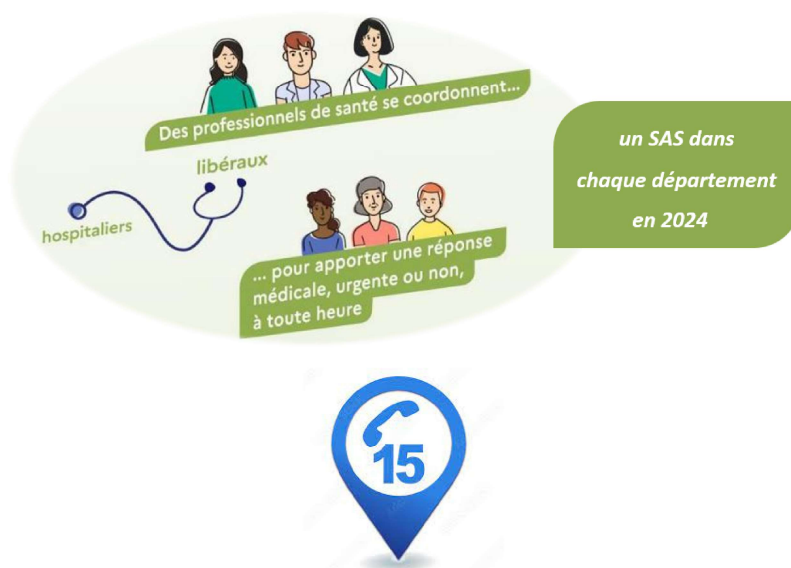 Des professionnels de santé se coordonnent...
libéraux
hospitaliers
... pour apporter une réponse
médicale, urgente ou non,
à toute heure
un SAS dans
chaque département
en 2024
15